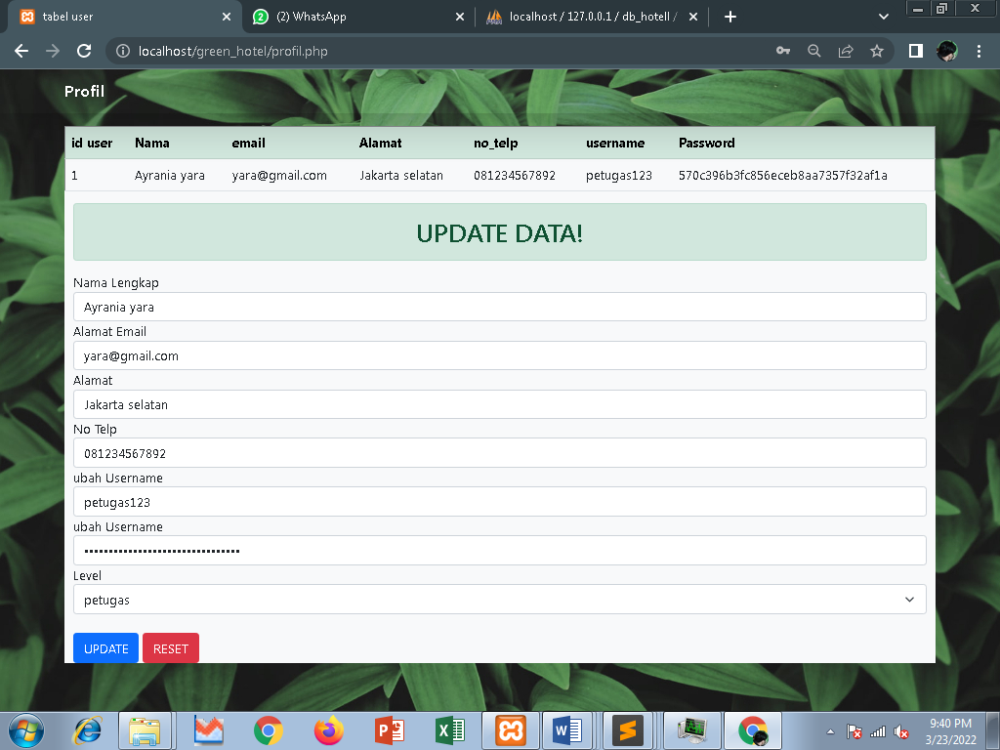 tabel user
(2) WhatsApp
localhost / 127.0.0.1 / db_hotell /
localhost/green_hotel/profil.php
Profil
id user Nama email Alamat no_telp username Password
1 Ayrania yara yara@gmail.com Jakarta selatan 081234567892 petugas123 570c396b3fc856eceb8aa7357f32af1a
UPDATE DATA!
Nama Lengkap
Ayrania yara
Alamat Email
yara@gmail.com
Alamat
Jakarta selatan
No Telp
081234567892
ubah Username
petugas123
ubah Username
••••••••••••••••••••••••••••••••
Level
petugas
UPDATE RESET
9:40 PM
3/23/2022